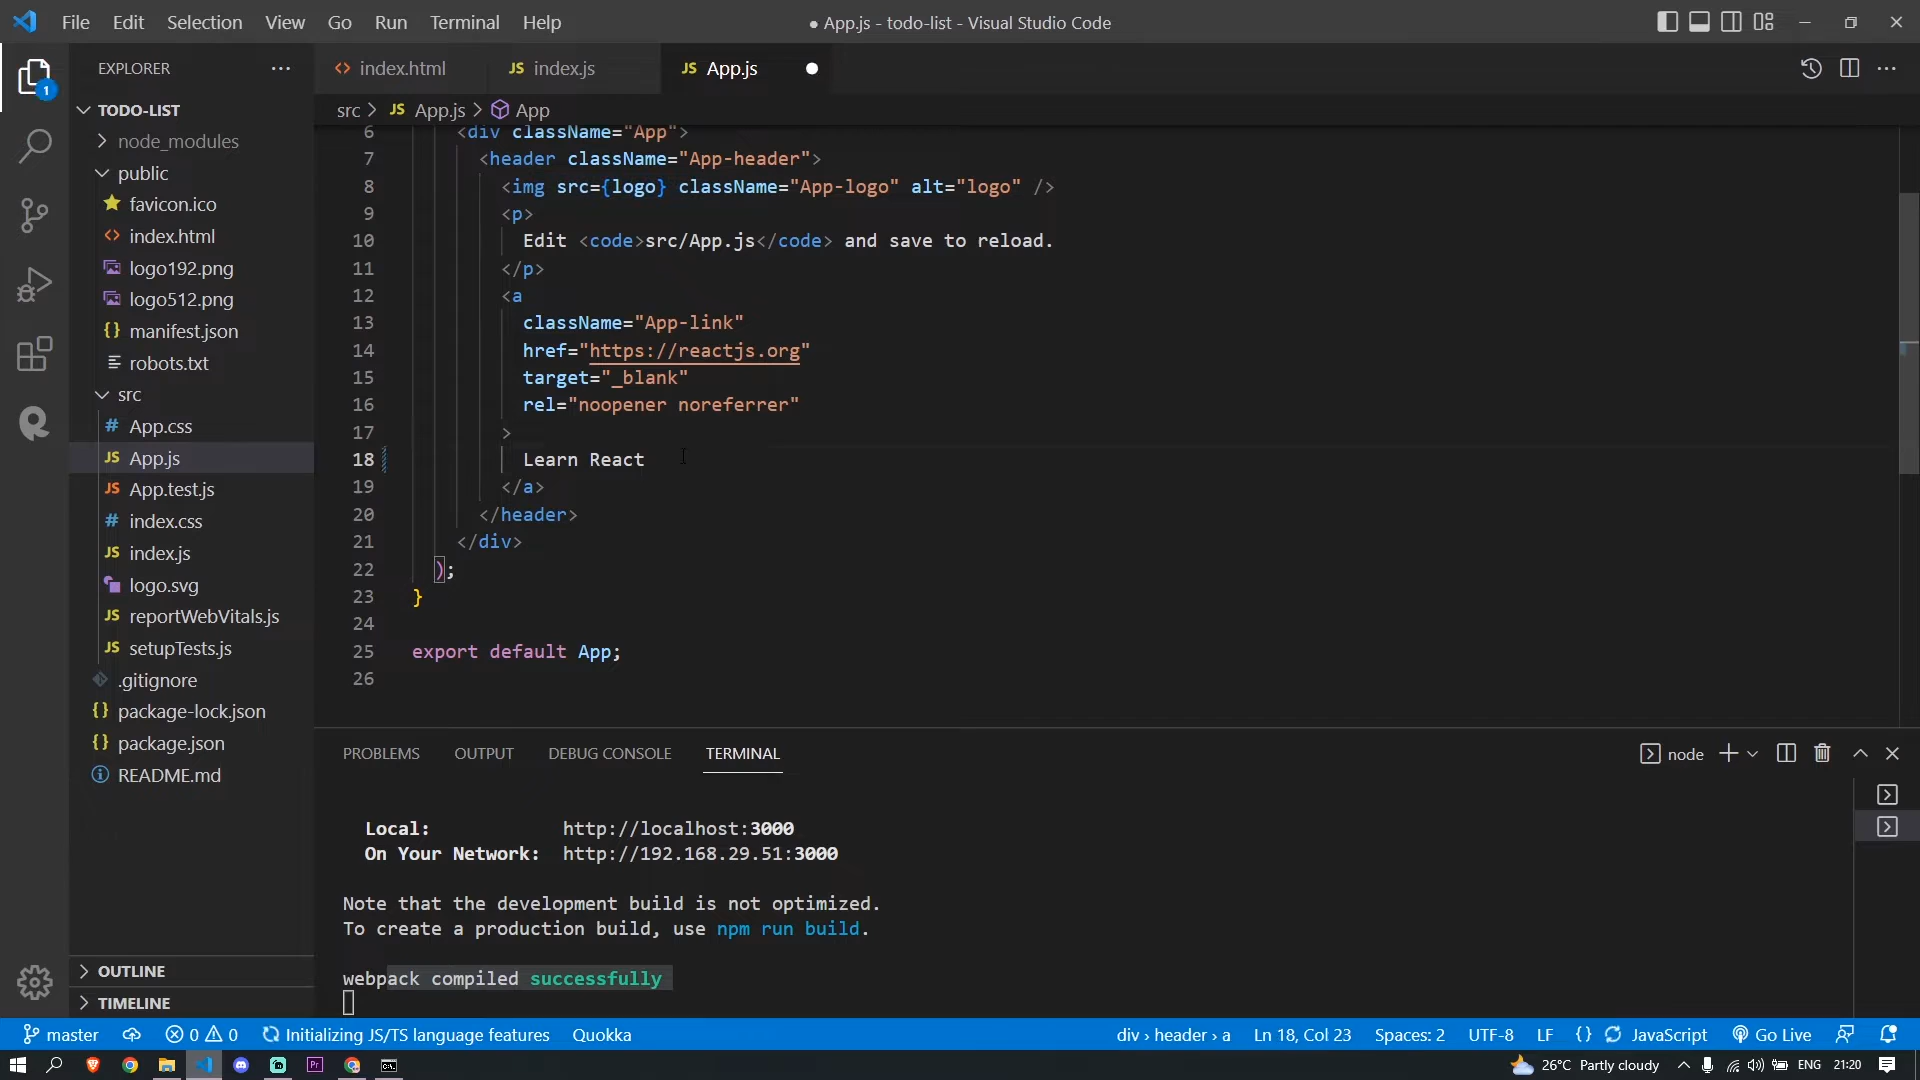 File Edit Selection View Go Run Terminal Help
● App.js - todo-list - Visual Studio Code
EXPLORER
1
TODO-LIST
node_modules
public
favicon.ico
index.html
logo192.png
logo512.png
manifest.json
robots.txt
src
# App.css
JS App.js
JS App.test.js
# index.css
JS index.js
logo.svg
JS reportWebVitals.js
JS setupTests.js
.gitignore
{} package-lock.json
{} package.json
README.md
OUTLINE
TIMELINE
<> index.html JS index.js JS App.js
src > JS App.js > App
6 <div className="App">
7 <header className="App-header">
8 <img src={logo} className="App-logo" alt="logo" />
9 <p>
10 Edit <code>src/App.js</code> and save to reload.
11 </p>
12 <a
13 className="App-link"
14 href="https://reactjs.org"
15 target="_blank"
16 rel="noopener noreferrer"
17 >
18 Learn React
19 </a>
20 </header>
21 </div>
22 );
23 }
24
25 export default App;
26
PROBLEMS OUTPUT DEBUG CONSOLE TERMINAL
node
Local: http://localhost:3000
On Your Network: http://192.168.29.51:3000
Note that the development build is not optimized.
To create a production build, use npm run build.
webpack compiled successfully
master 0 0 Initializing JS/TS language features Quokka
div › header › a Ln 18, Col 23 Spaces: 2 UTF-8 LF {} JavaScript Go Live
26°C Partly cloudy ENG 21:20